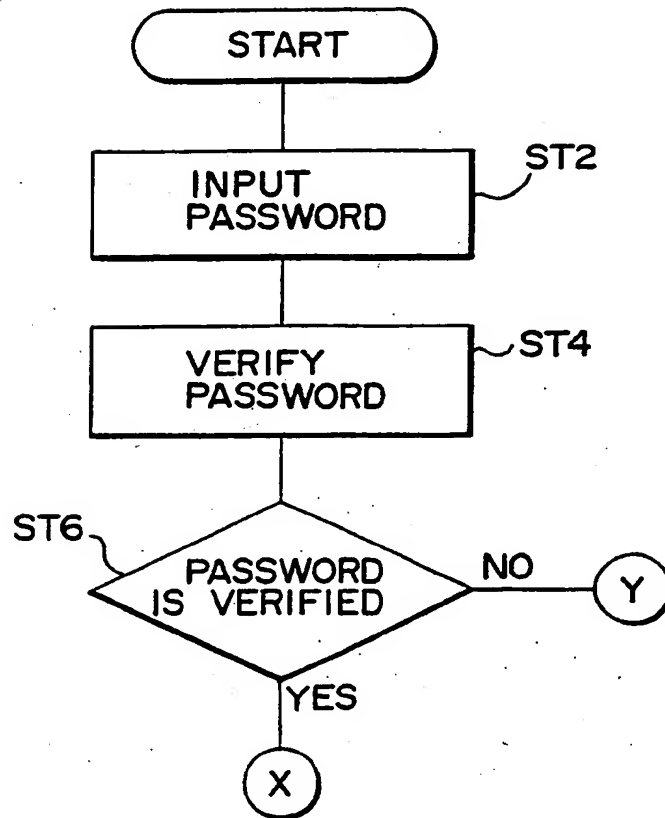 START
INPUT
PASSWORD
ST2
VERIFY
PASSWORD
ST4
ST6
PASSWORD
IS VERIFIED
NO
Y
YES
X